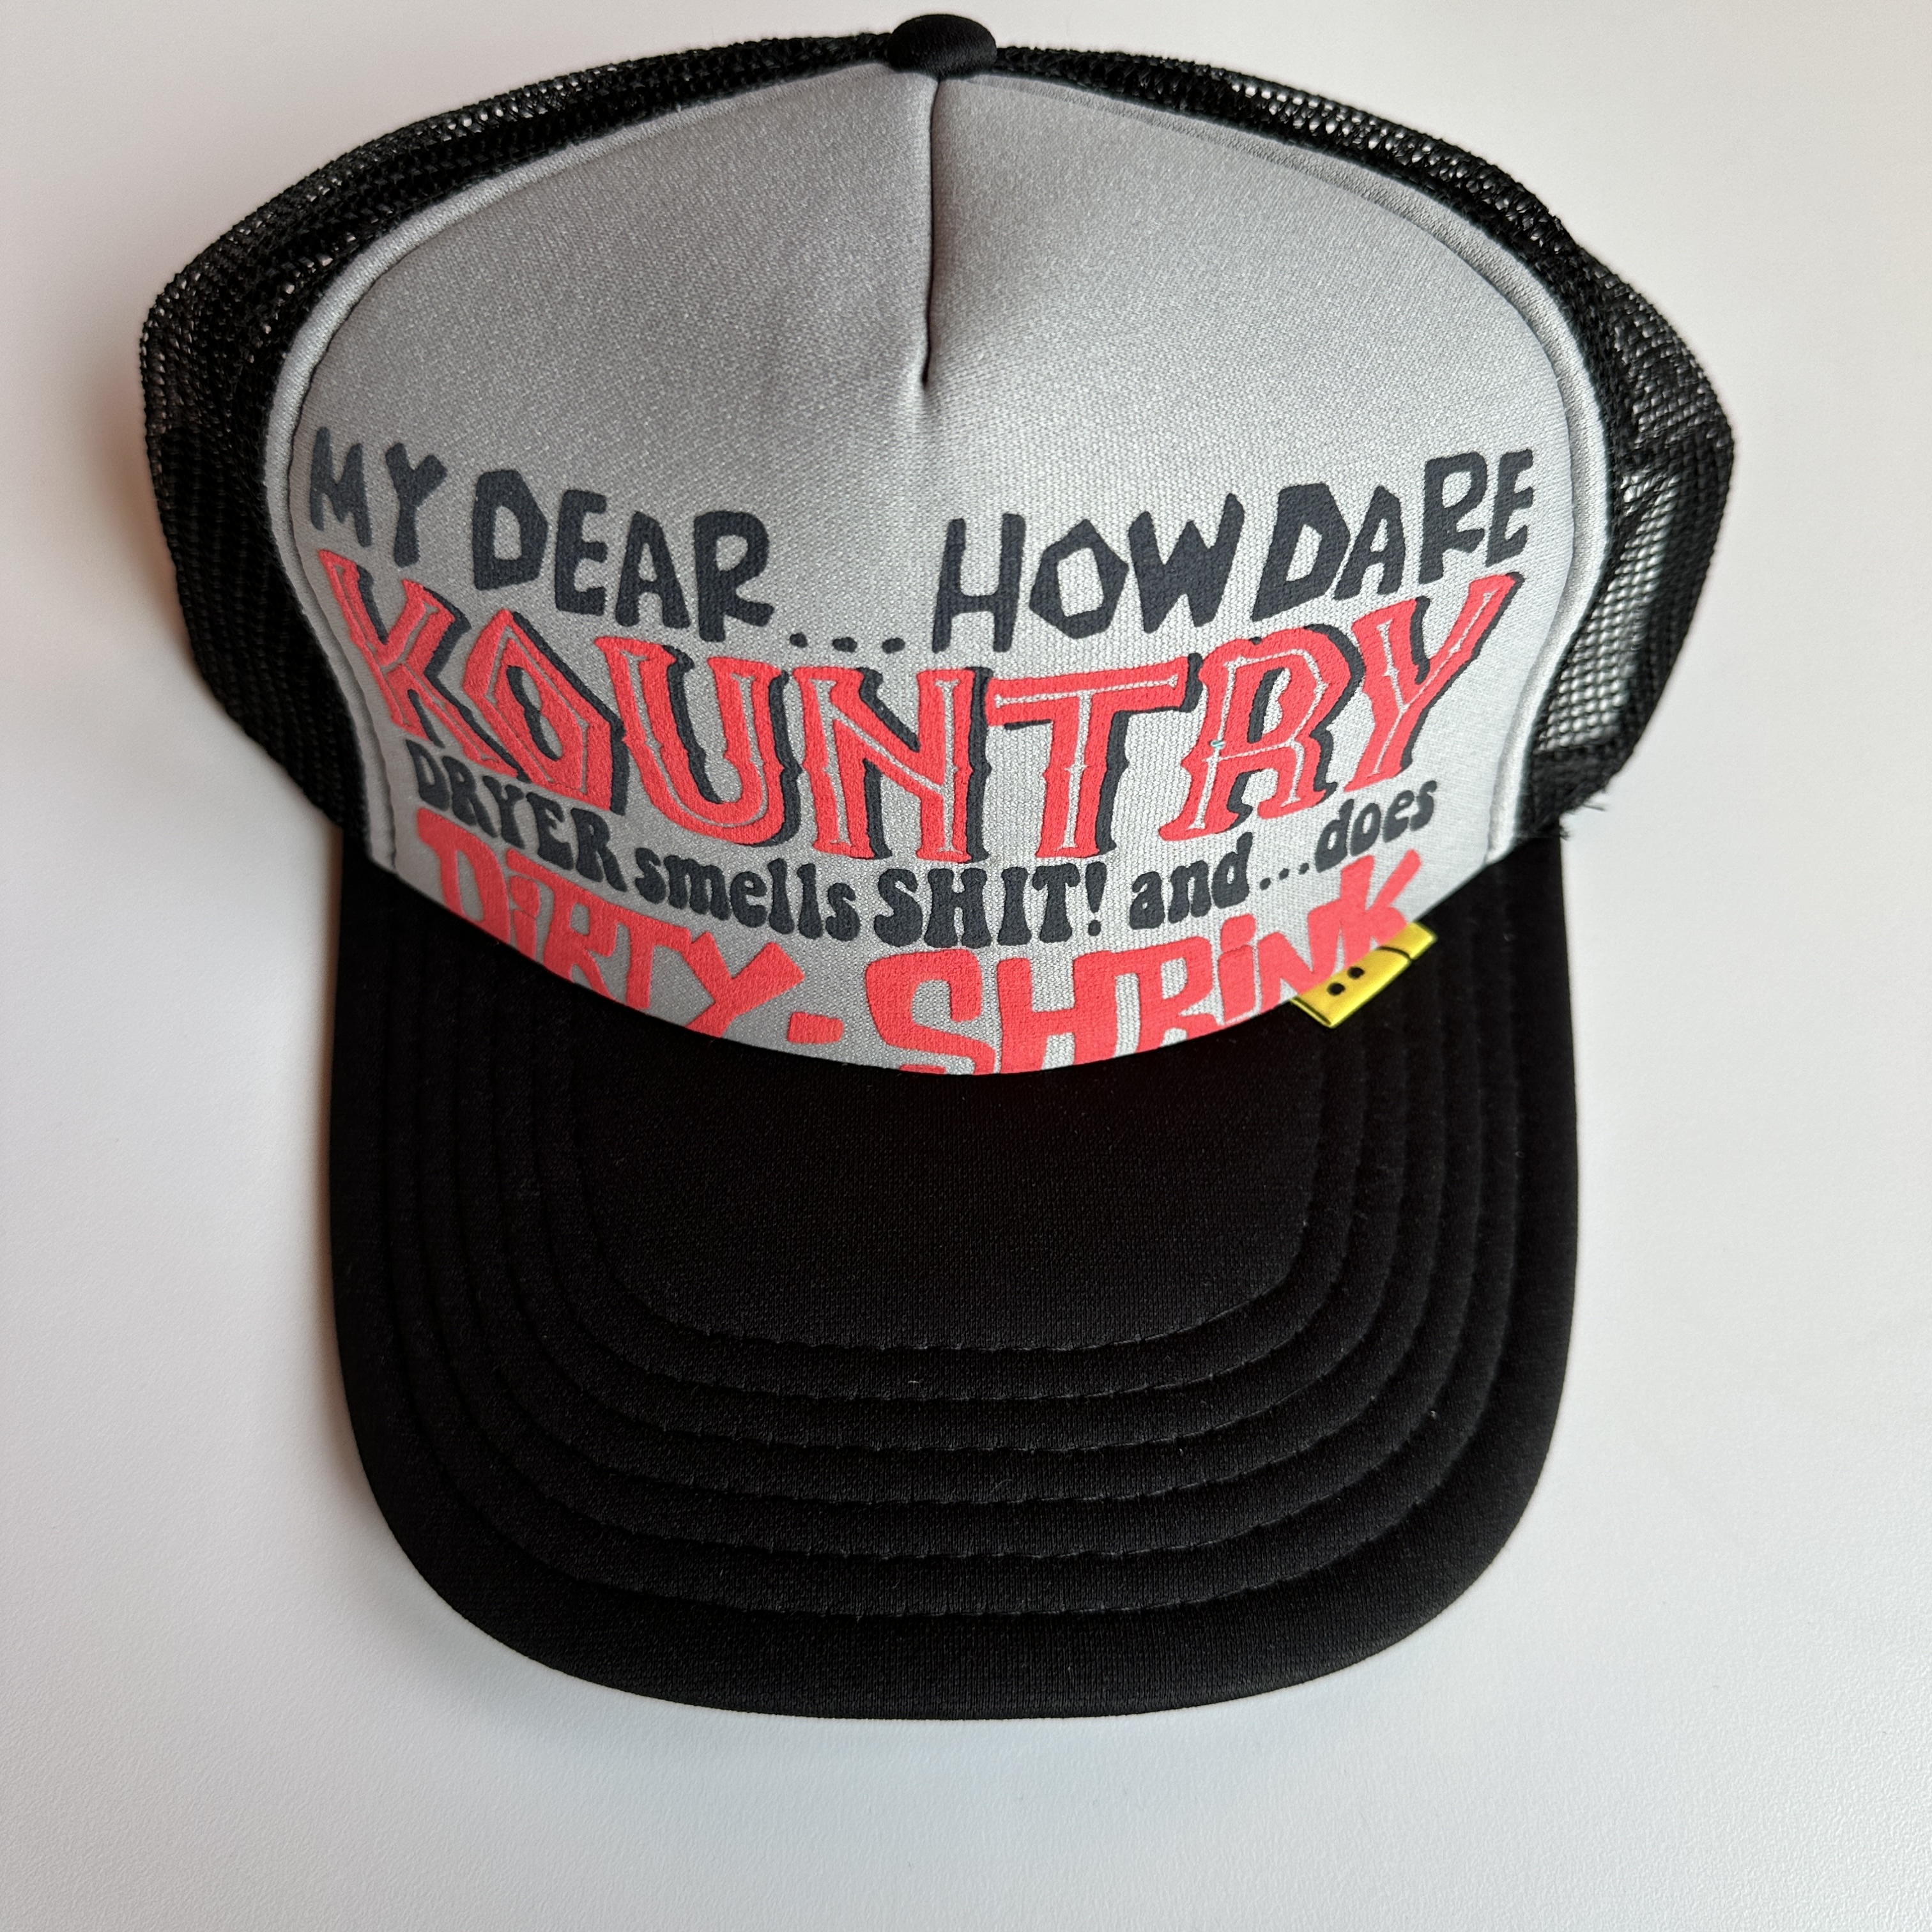 MY DEAR... HOW DARE
KOUNTRY
DRYER smells SHIT! and...does
DiRTY-SHRiNK